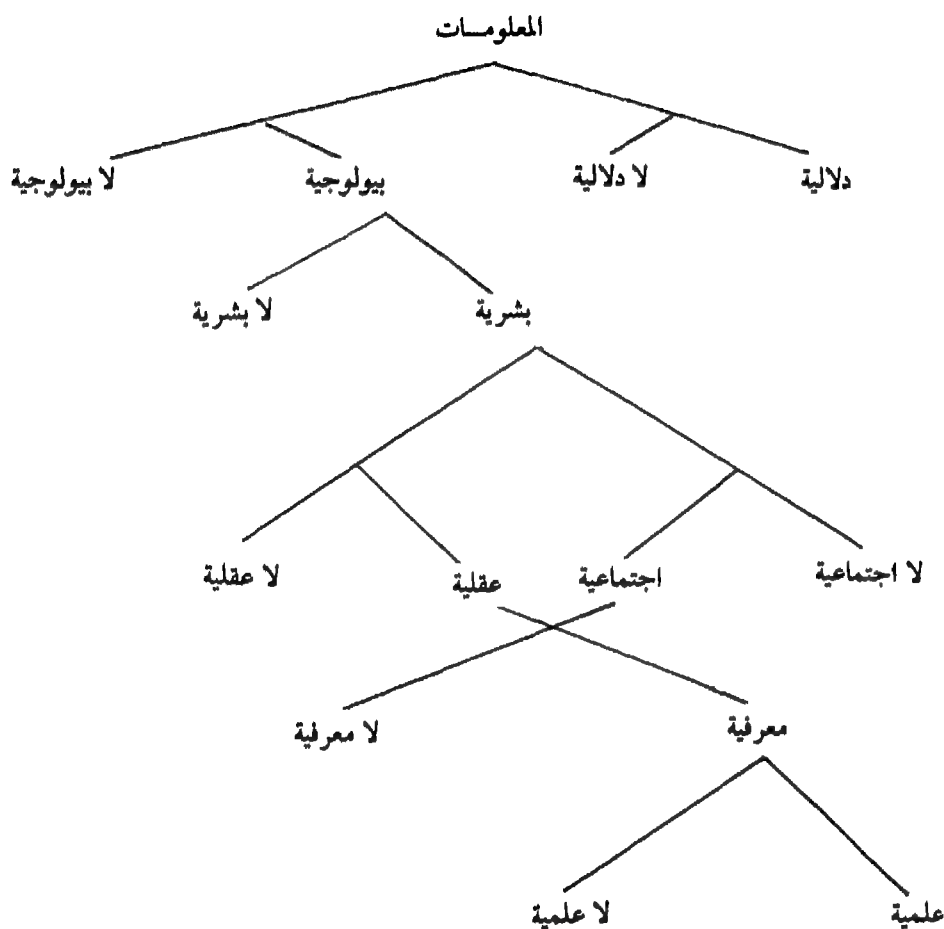 المعلومات
دلالية لا دلالية بيولوجية لا بيولوجية
بشرية لا بشرية
لا اجتماعية اجتماعية عقلية لا عقلية
معرفية لا معرفية
علمية لا علمية